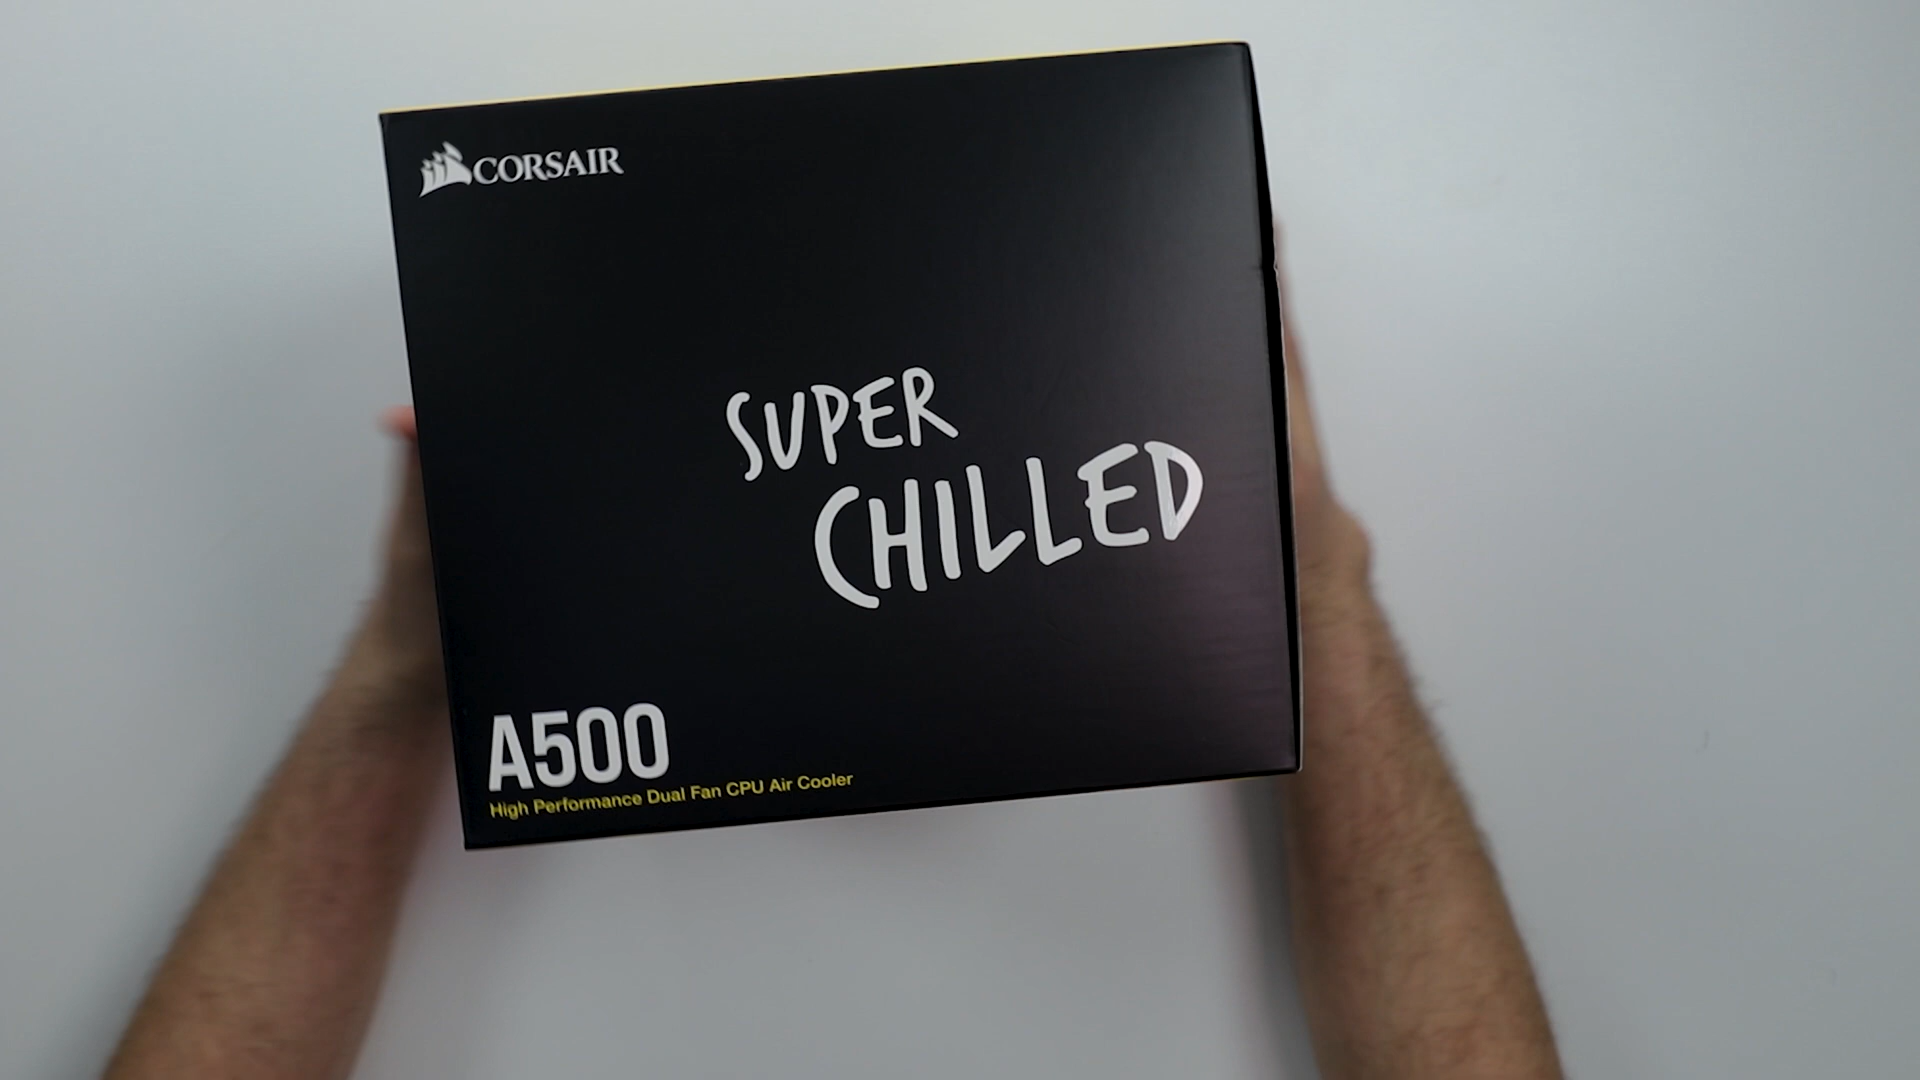 CORSAIR
SUPER
CHILLED
A500
High Performance Dual Fan CPU Air Cooler